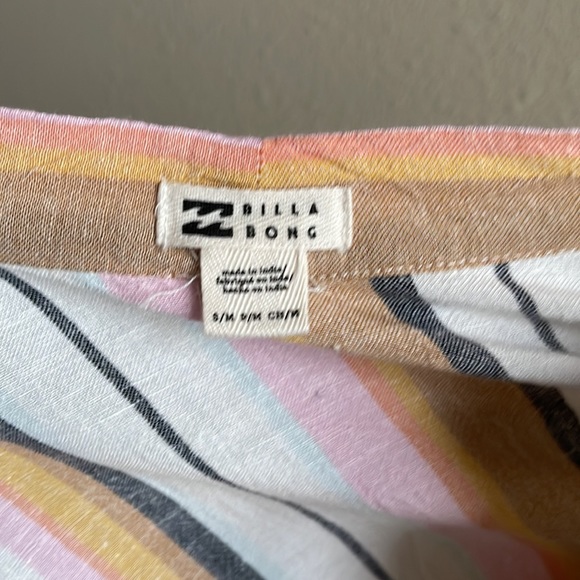 BILLA
BONG
made in india/
fabriqué en inde/
hecho en india
S/M P/M CH/M